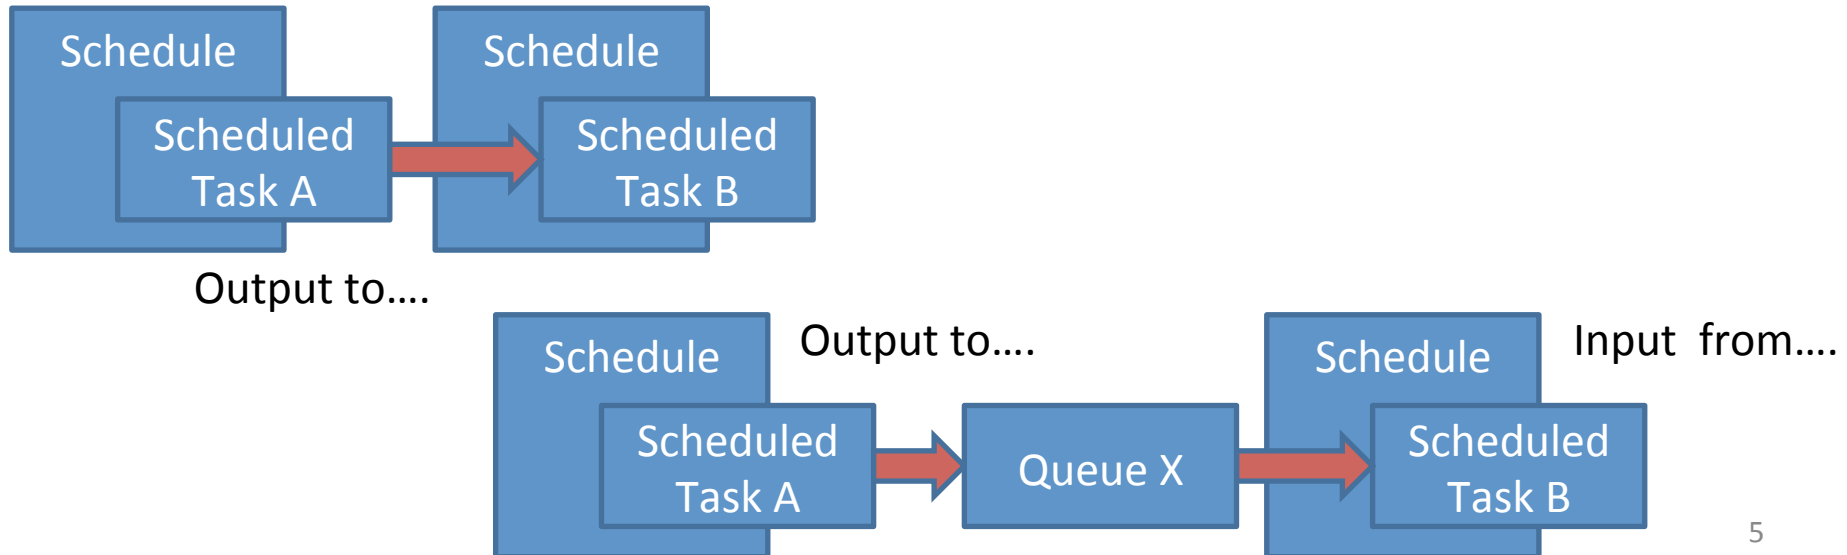 Schedule
Scheduled
Task A
Schedule
Scheduled
Task B
Output to….
Schedule
Scheduled
Task A
Output to….
Queue X
Schedule
Scheduled
Task B
Input from….
5